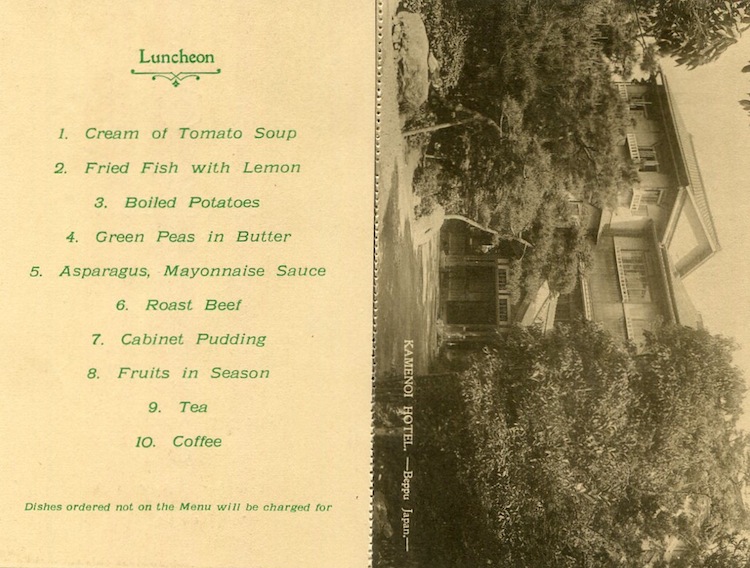 Luncheon
1. Cream of Tomato Soup
2. Fried Fish with Lemon
3. Boiled Potatoes
4. Green Peas in Butter
5. Asparagus, Mayonnaise Sauce
6. Roast Beef
7. Cabinet Pudding
8. Fruits in Season
9. Tea
10. Coffee
Dishes ordered not on the Menu will be charged for
KAMENOI HOTEL. —Beppu Japan.—